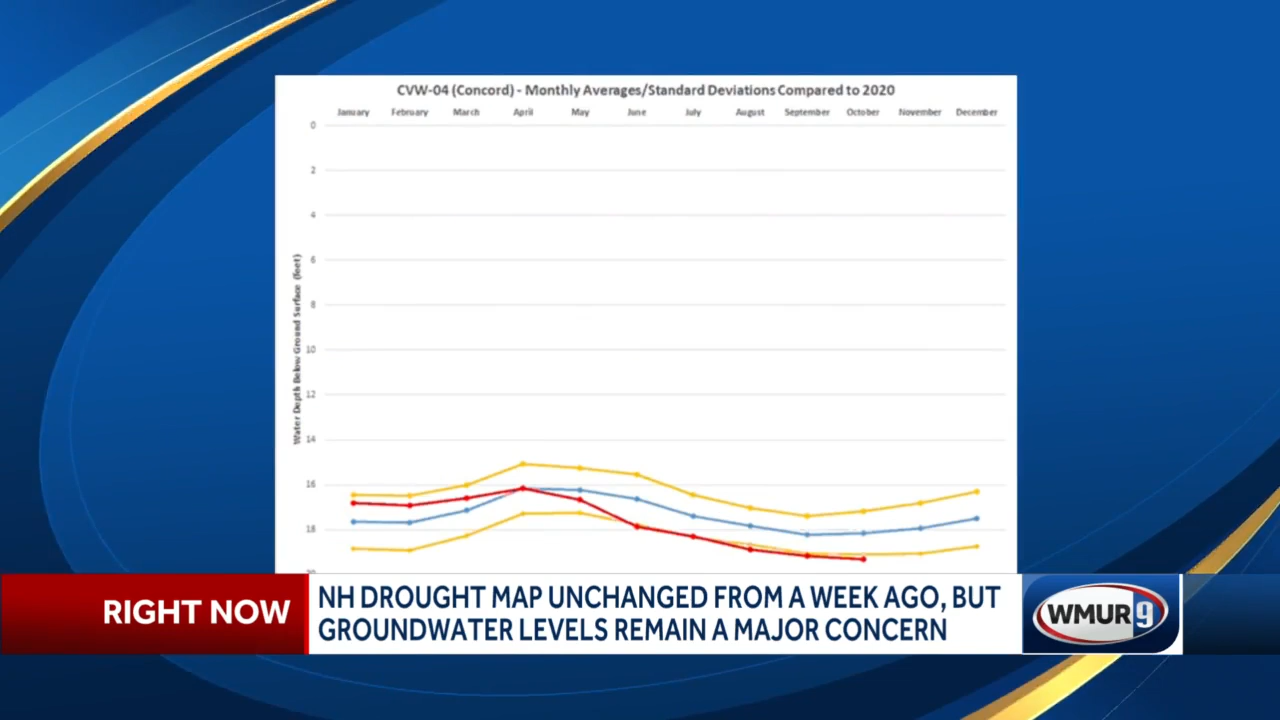 CVW-04 (Concord) - Monthly Averages/Standard Deviations Compared to 2020
January February March April May June July August September October November December
0
2
4
6
8
10
12
14
16
18
20
Water Depth Below Ground Surface (feet)
RIGHT NOW
NH DROUGHT MAP UNCHANGED FROM A WEEK AGO, BUT
GROUNDWATER LEVELS REMAIN A MAJOR CONCERN
WMUR 9